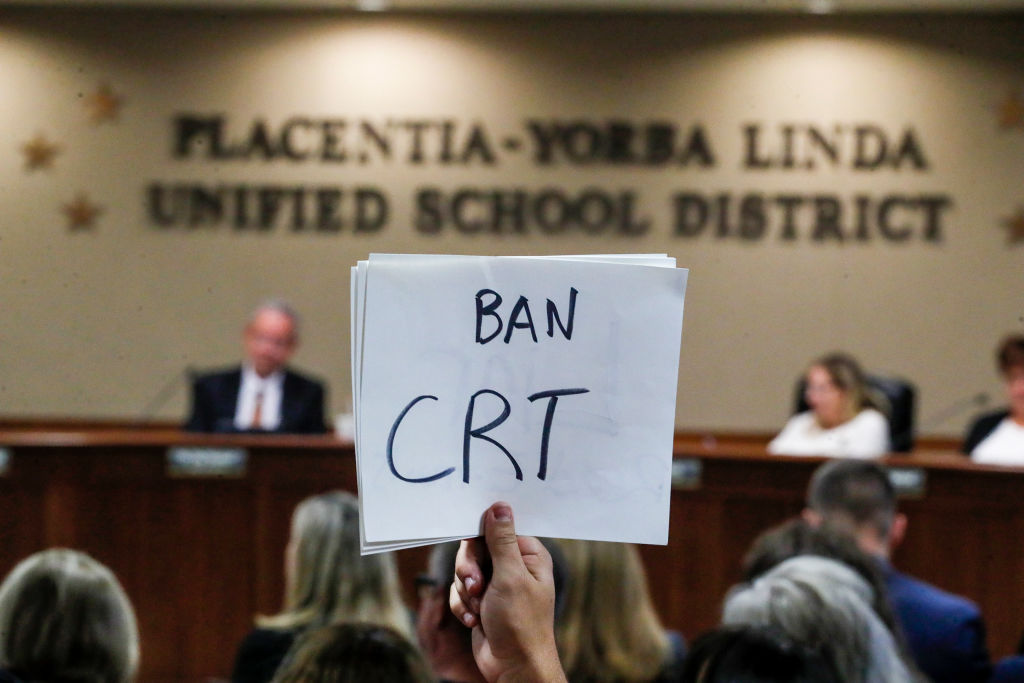 PLACENTIA-YORBA LINDA
UNIFIED SCHOOL DISTRICT
BAN
CRT